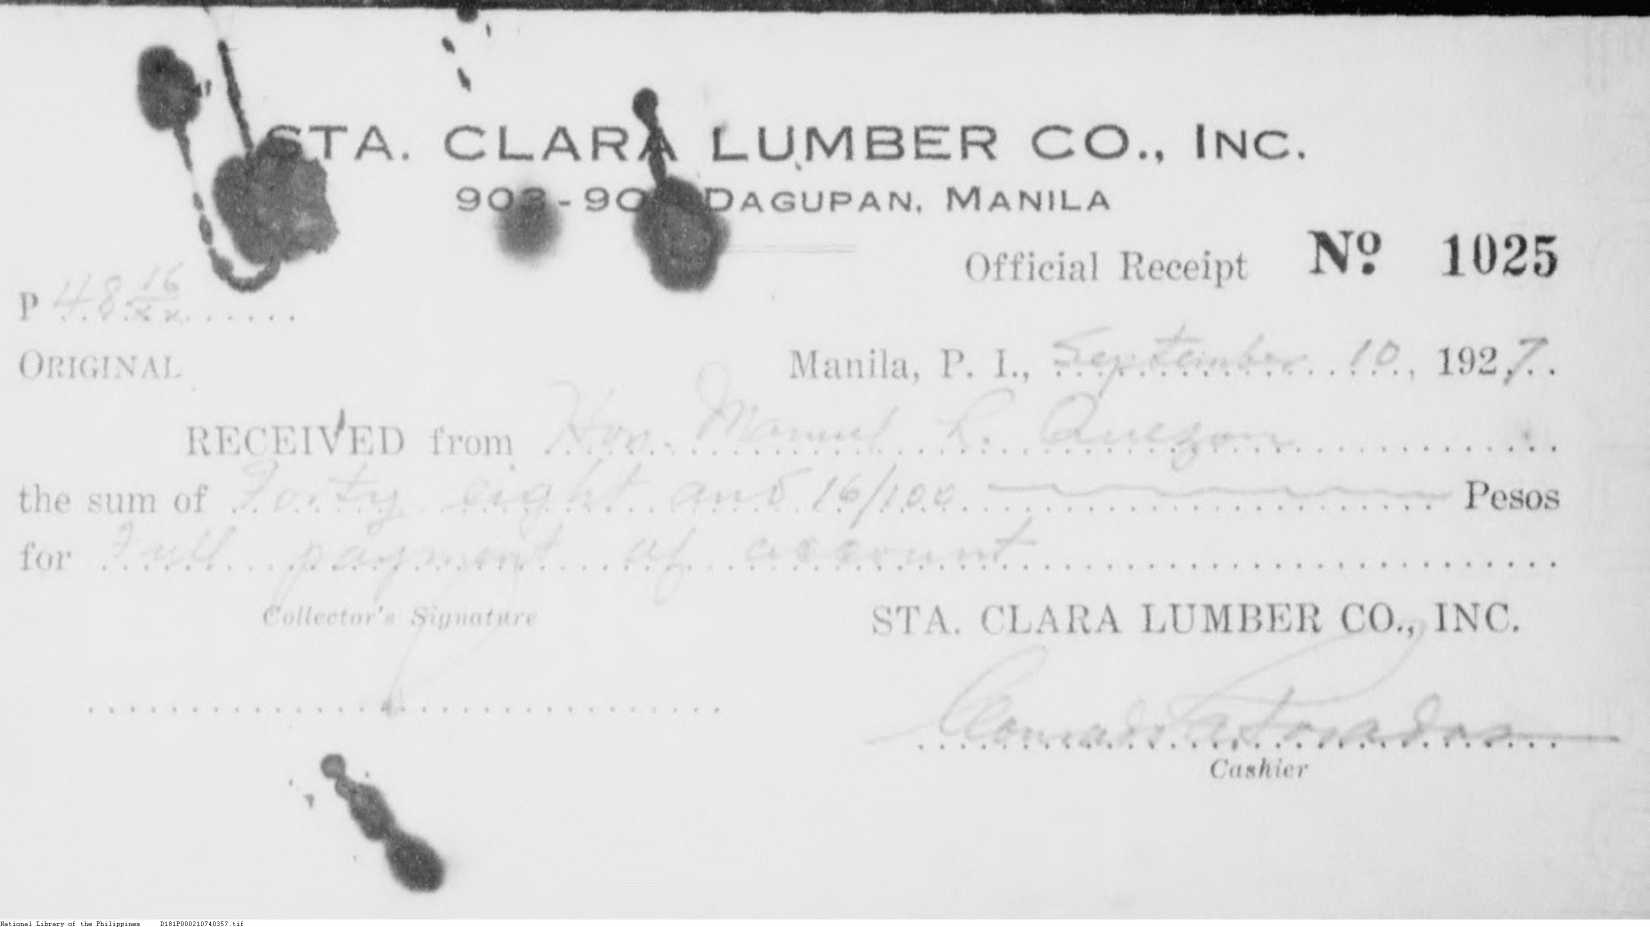 STA. CLARA LUMBER CO., INC.
DAGUPAN, MANILA
Official Receipt No. 1025
P 48 16/xx
ORIGINAL
Manila, P. I., September 10, 1927.
RECEIVED from Hon. Manuel L. Quezon
the sum of Forty eight and 16/100 Pesos
for Full payment of account
Collector's Signature
STA. CLARA LUMBER CO., INC.
Cashier
National Library of the Philippines D181P000210740357.tif